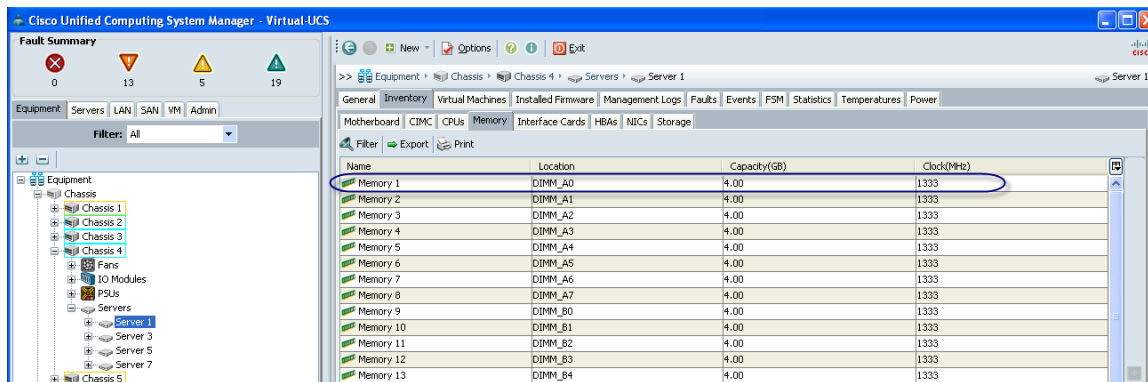 Cisco Unified Computing System Manager - Virtual-UCS
Fault Summary
0 13 5 19
New Options Exit
CISCO
>> Equipment Chassis Chassis 4 Servers Server 1
Server 1
Equipment Servers LAN SAN VM Admin
Filter: All
General Inventory Virtual Machines Installed Firmware Management Logs Faults Events FSM Statistics Temperatures Power
Motherboard CIMC CPUs Memory Interface Cards HBAs NICs Storage
Filter Export Print
Equipment
Chassis
Chassis 1
Chassis 2
Chassis 3
Chassis 4
Fans
IO Modules
PSUs
Servers
Server 1
Server 3
Server 5
Server 7
Chassis 5
Name Location Capacity(GB) Clock(MHz)
Memory 1 DIMM_A0 4.00 1333
Memory 2 DIMM_A1 4.00 1333
Memory 3 DIMM_A2 4.00 1333
Memory 4 DIMM_A3 4.00 1333
Memory 5 DIMM_A4 4.00 1333
Memory 6 DIMM_A5 4.00 1333
Memory 7 DIMM_A6 4.00 1333
Memory 8 DIMM_A7 4.00 1333
Memory 9 DIMM_B0 4.00 1333
Memory 10 DIMM_B1 4.00 1333
Memory 11 DIMM_B2 4.00 1333
Memory 12 DIMM_B3 4.00 1333
Memory 13 DIMM_B4 4.00 1333